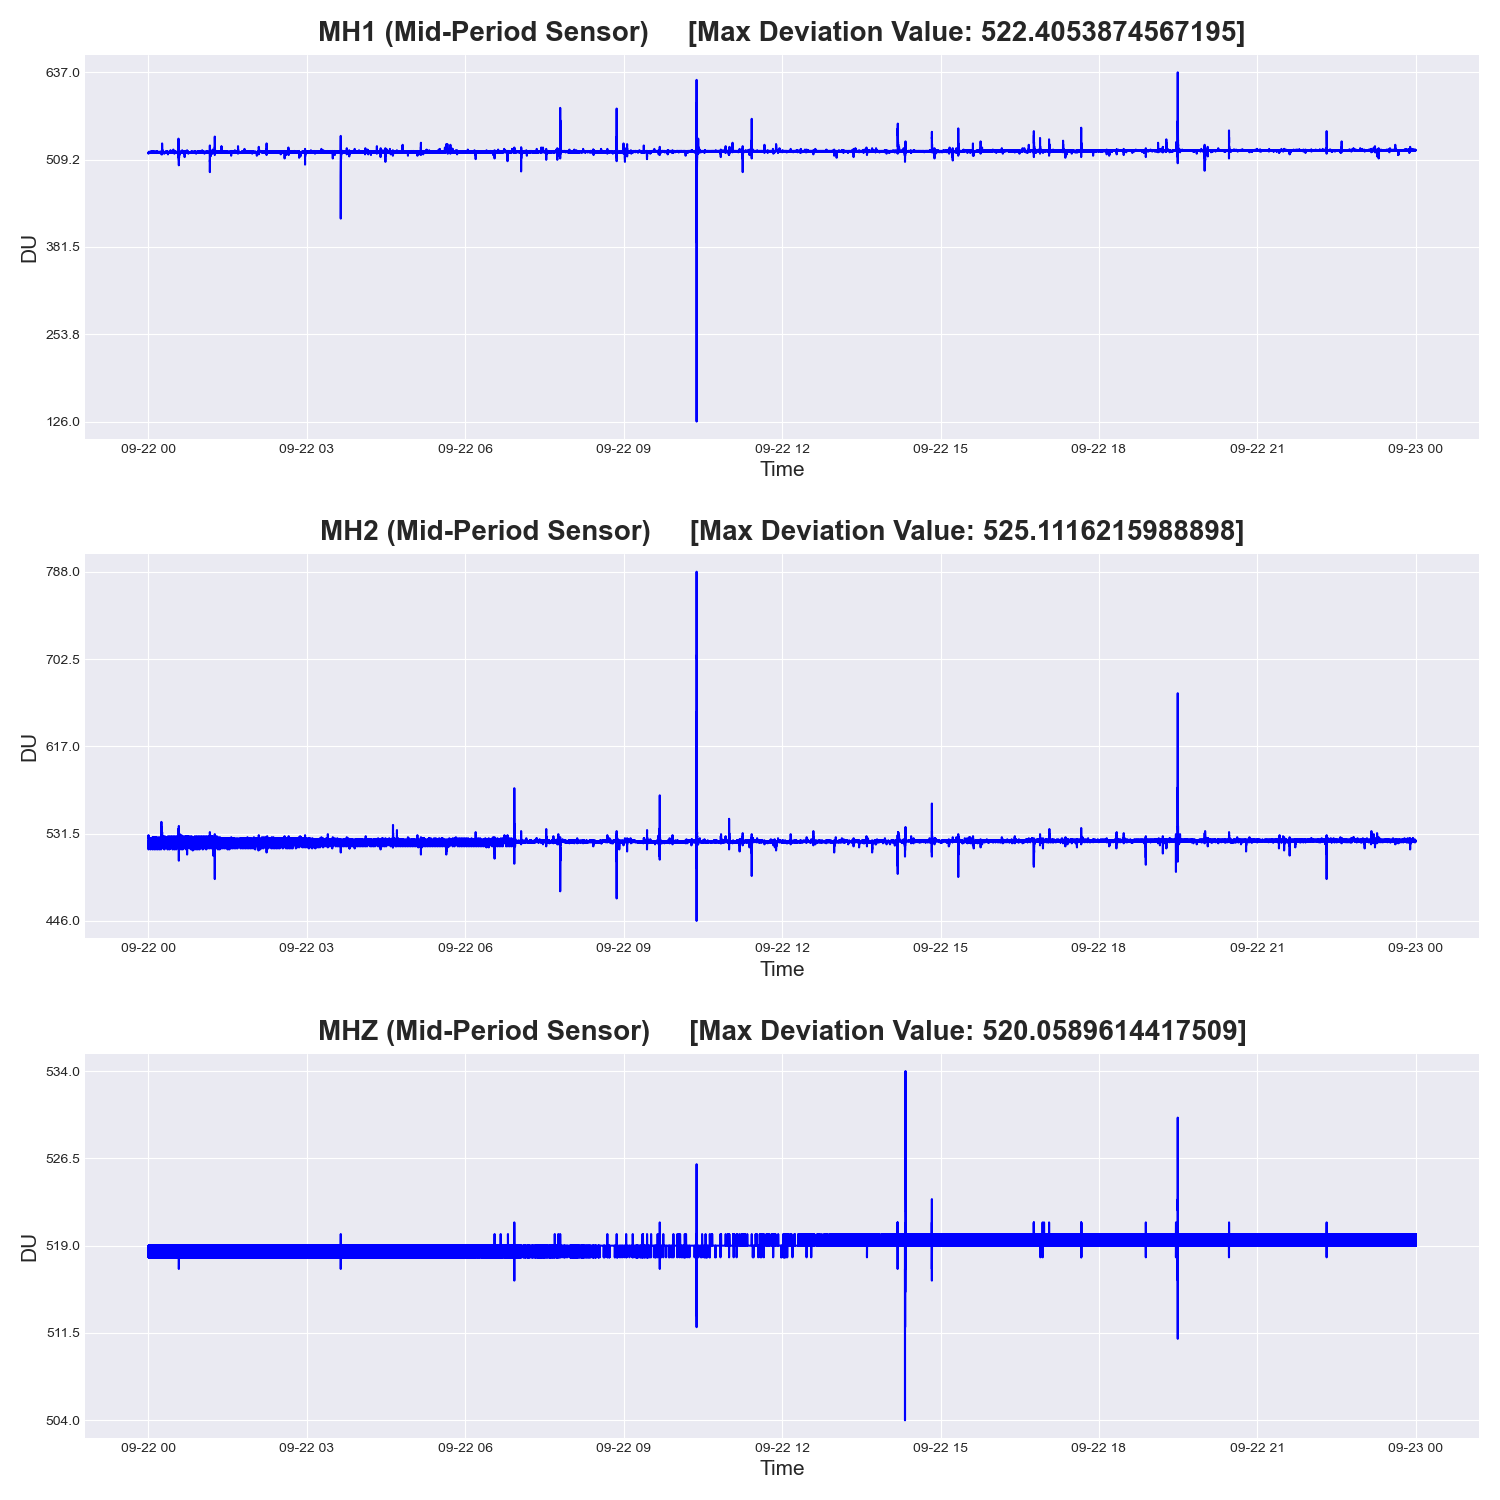 MH1 (Mid-Period Sensor) [Max Deviation Value: 522.4053874567195]
637.0
509.2
381.5
253.8
126.0
DU
09-22 00 09-22 03 09-22 06 09-22 09 09-22 12 09-22 15 09-22 18 09-22 21 09-23 00
Time
MH2 (Mid-Period Sensor) [Max Deviation Value: 525.1116215988898]
788.0
702.5
617.0
531.5
446.0
DU
09-22 00 09-22 03 09-22 06 09-22 09 09-22 12 09-22 15 09-22 18 09-22 21 09-23 00
Time
MHZ (Mid-Period Sensor) [Max Deviation Value: 520.0589614417509]
534.0
526.5
519.0
511.5
504.0
DU
09-22 00 09-22 03 09-22 06 09-22 09 09-22 12 09-22 15 09-22 18 09-22 21 09-23 00
Time